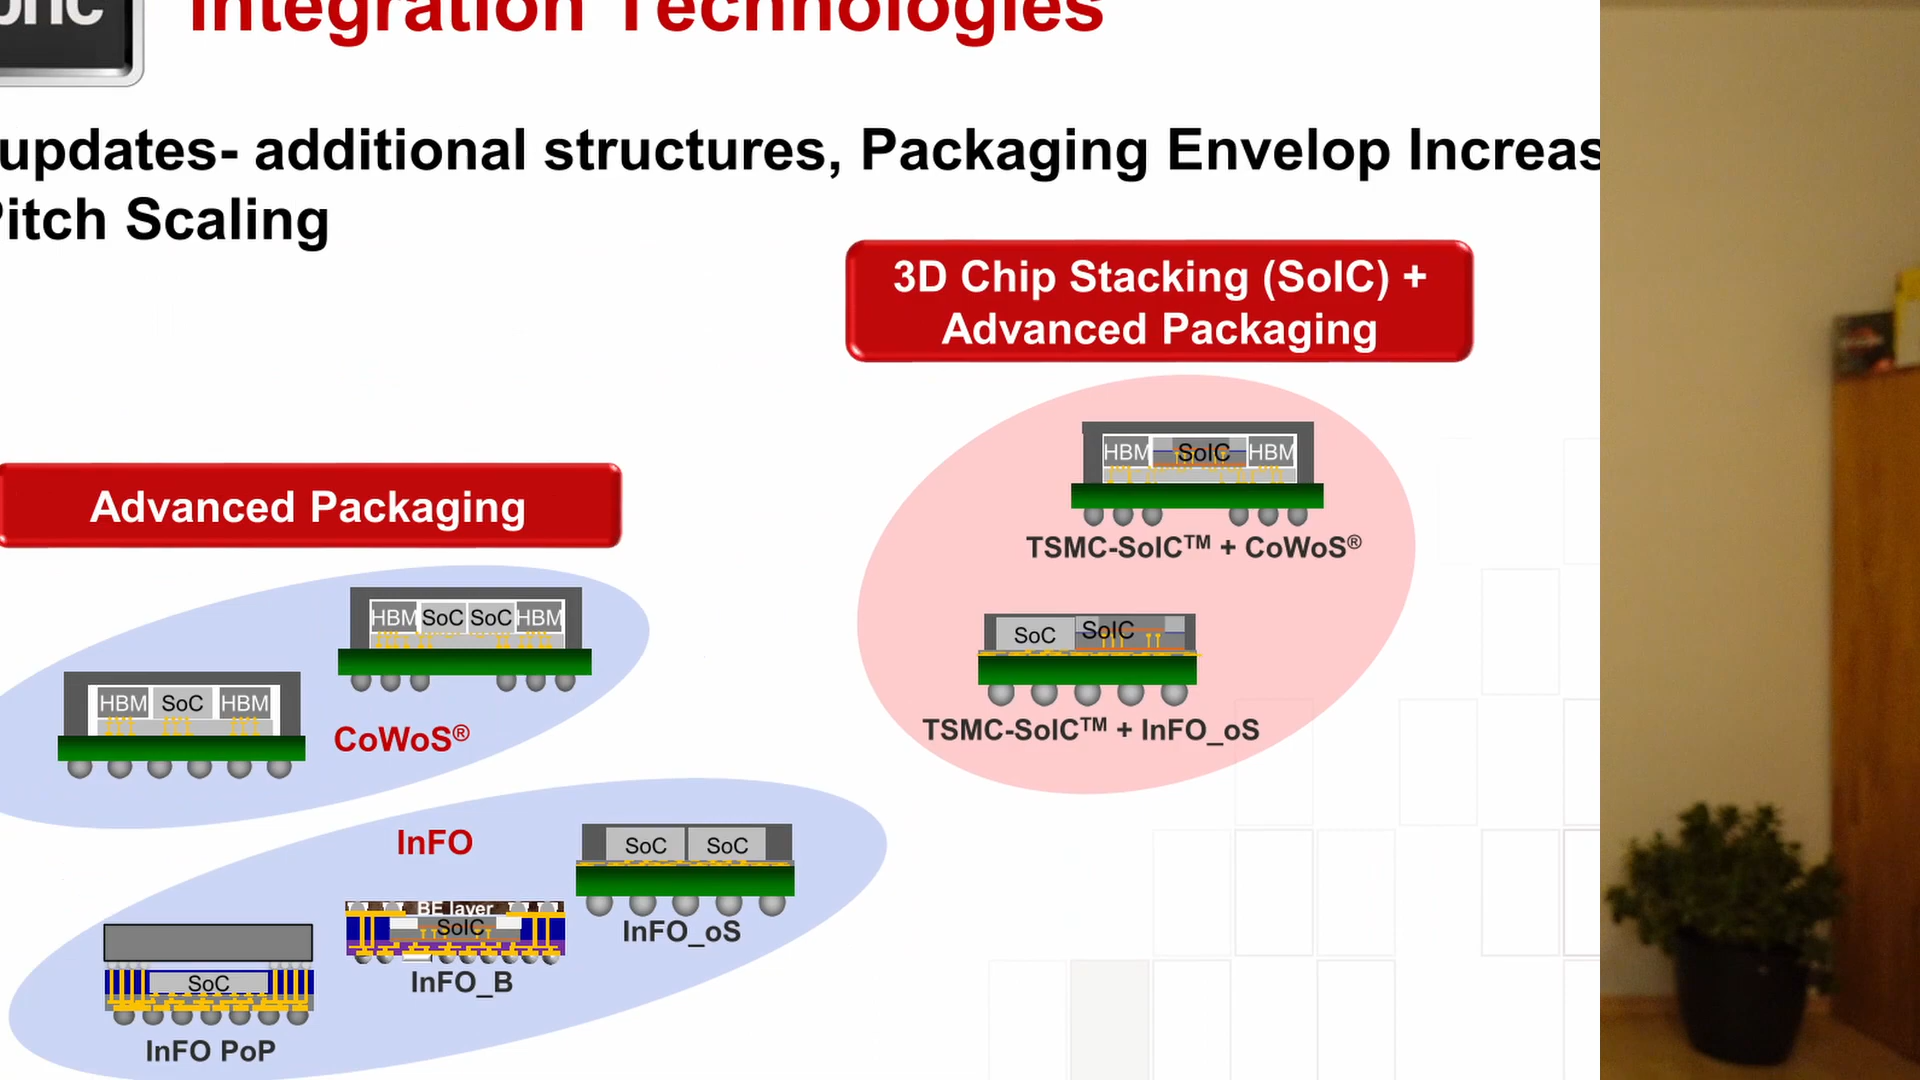 Integration Technologies
updates- additional structures, Packaging Envelop Increas
Pitch Scaling
3D Chip Stacking (SoIC) +
Advanced Packaging
HBM SoIC HBM
TSMC-SoIC™ + CoWoS®
SoC SoIC
TSMC-SoIC™ + InFO_oS
Advanced Packaging
HBM SoC SoC HBM
HBM SoC HBM
CoWoS®
InFO
SoC SoC
InFO_oS
BE layer
SoIC
InFO_B
SoC
InFO PoP